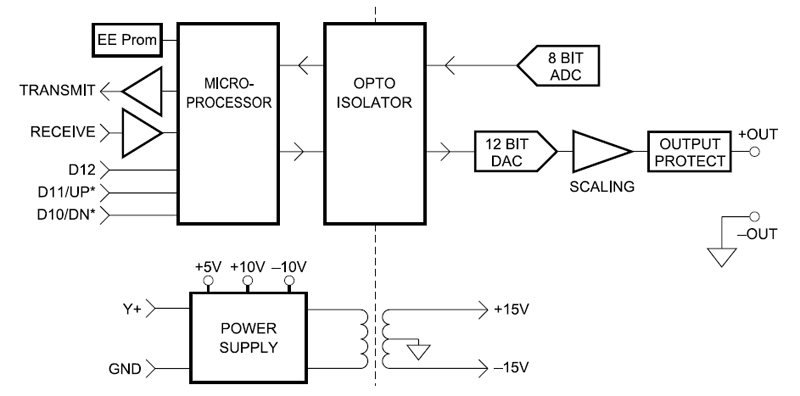 EE Prom
TRANSMIT
RECEIVE
D12
D11/UP*
D10/DN*
MICRO-
PROCESSOR
OPTO
ISOLATOR
8 BIT
ADC
12 BIT
DAC
SCALING
OUTPUT
PROTECT
+OUT
–OUT
+5V +10V –10V
Y+
GND
POWER
SUPPLY
+15V
–15V